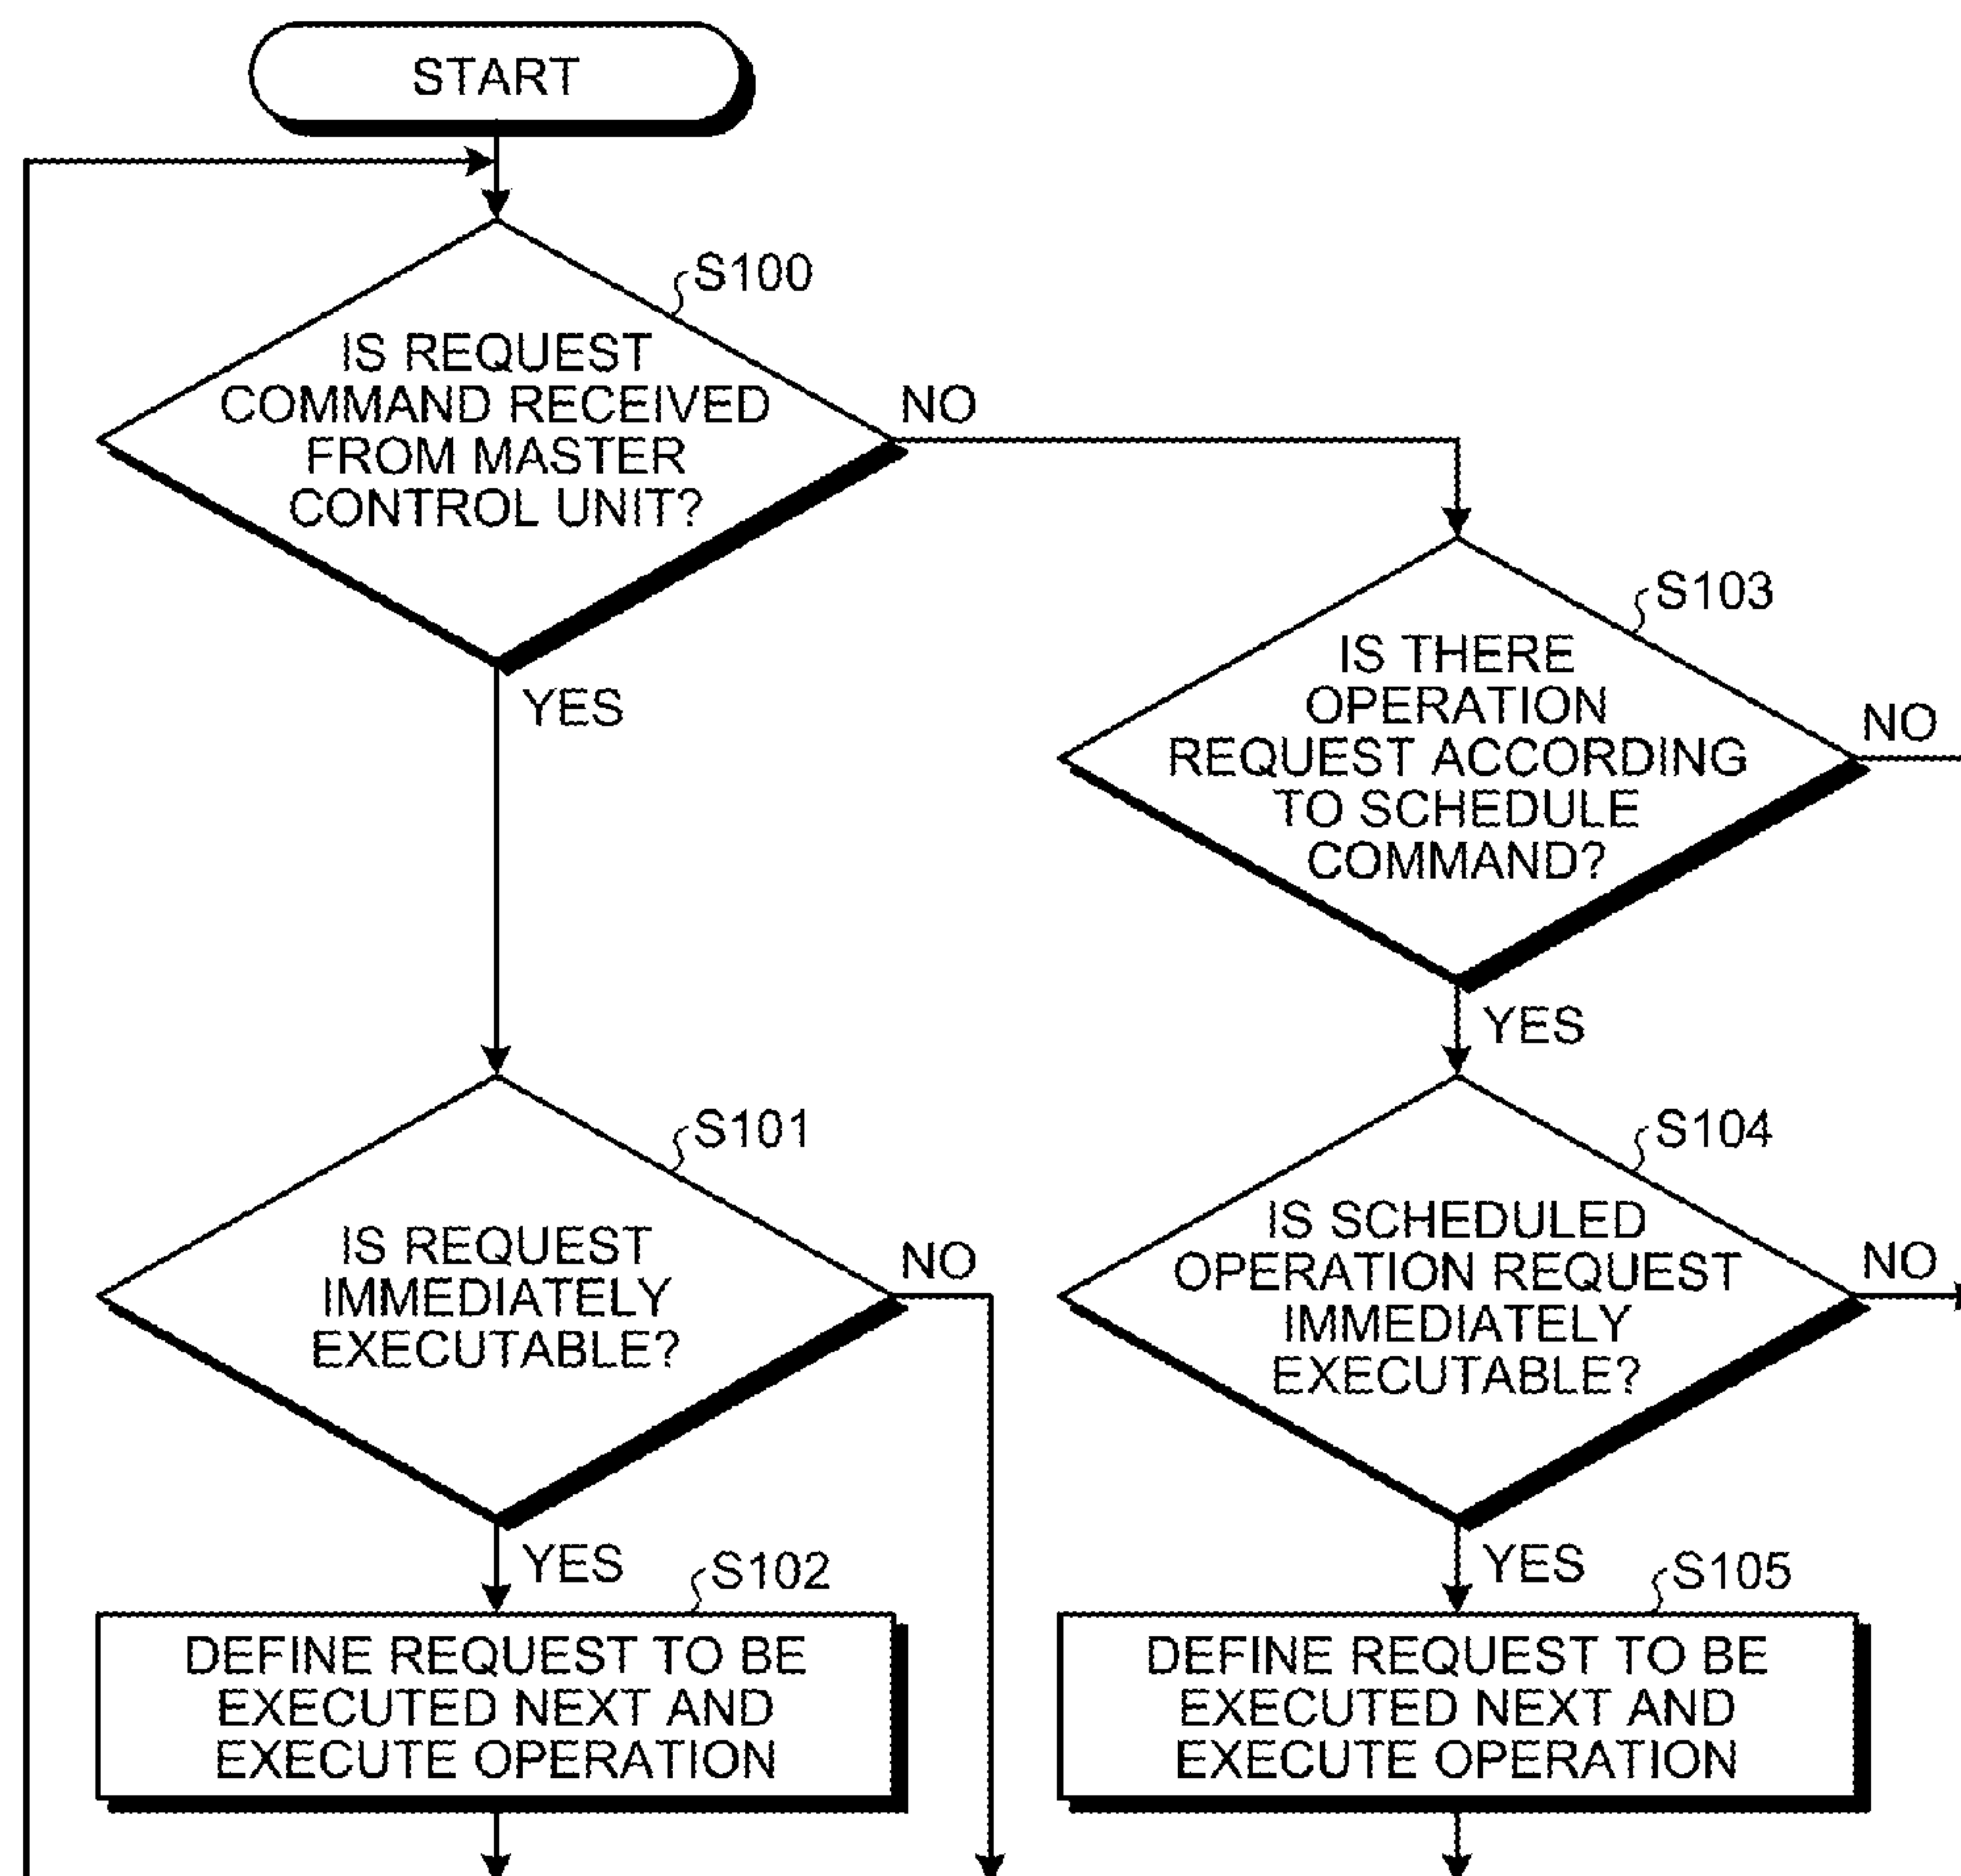 START
S100
IS REQUEST
COMMAND RECEIVED
FROM MASTER
CONTROL UNIT?
NO
YES
S103
IS THERE
OPERATION
REQUEST ACCORDING
TO SCHEDULE
COMMAND?
NO
YES
S101
IS REQUEST
IMMEDIATELY
EXECUTABLE?
NO
YES
S104
IS SCHEDULED
OPERATION REQUEST
IMMEDIATELY
EXECUTABLE?
NO
YES
S102
DEFINE REQUEST TO BE
EXECUTED NEXT AND
EXECUTE OPERATION
S105
DEFINE REQUEST TO BE
EXECUTED NEXT AND
EXECUTE OPERATION